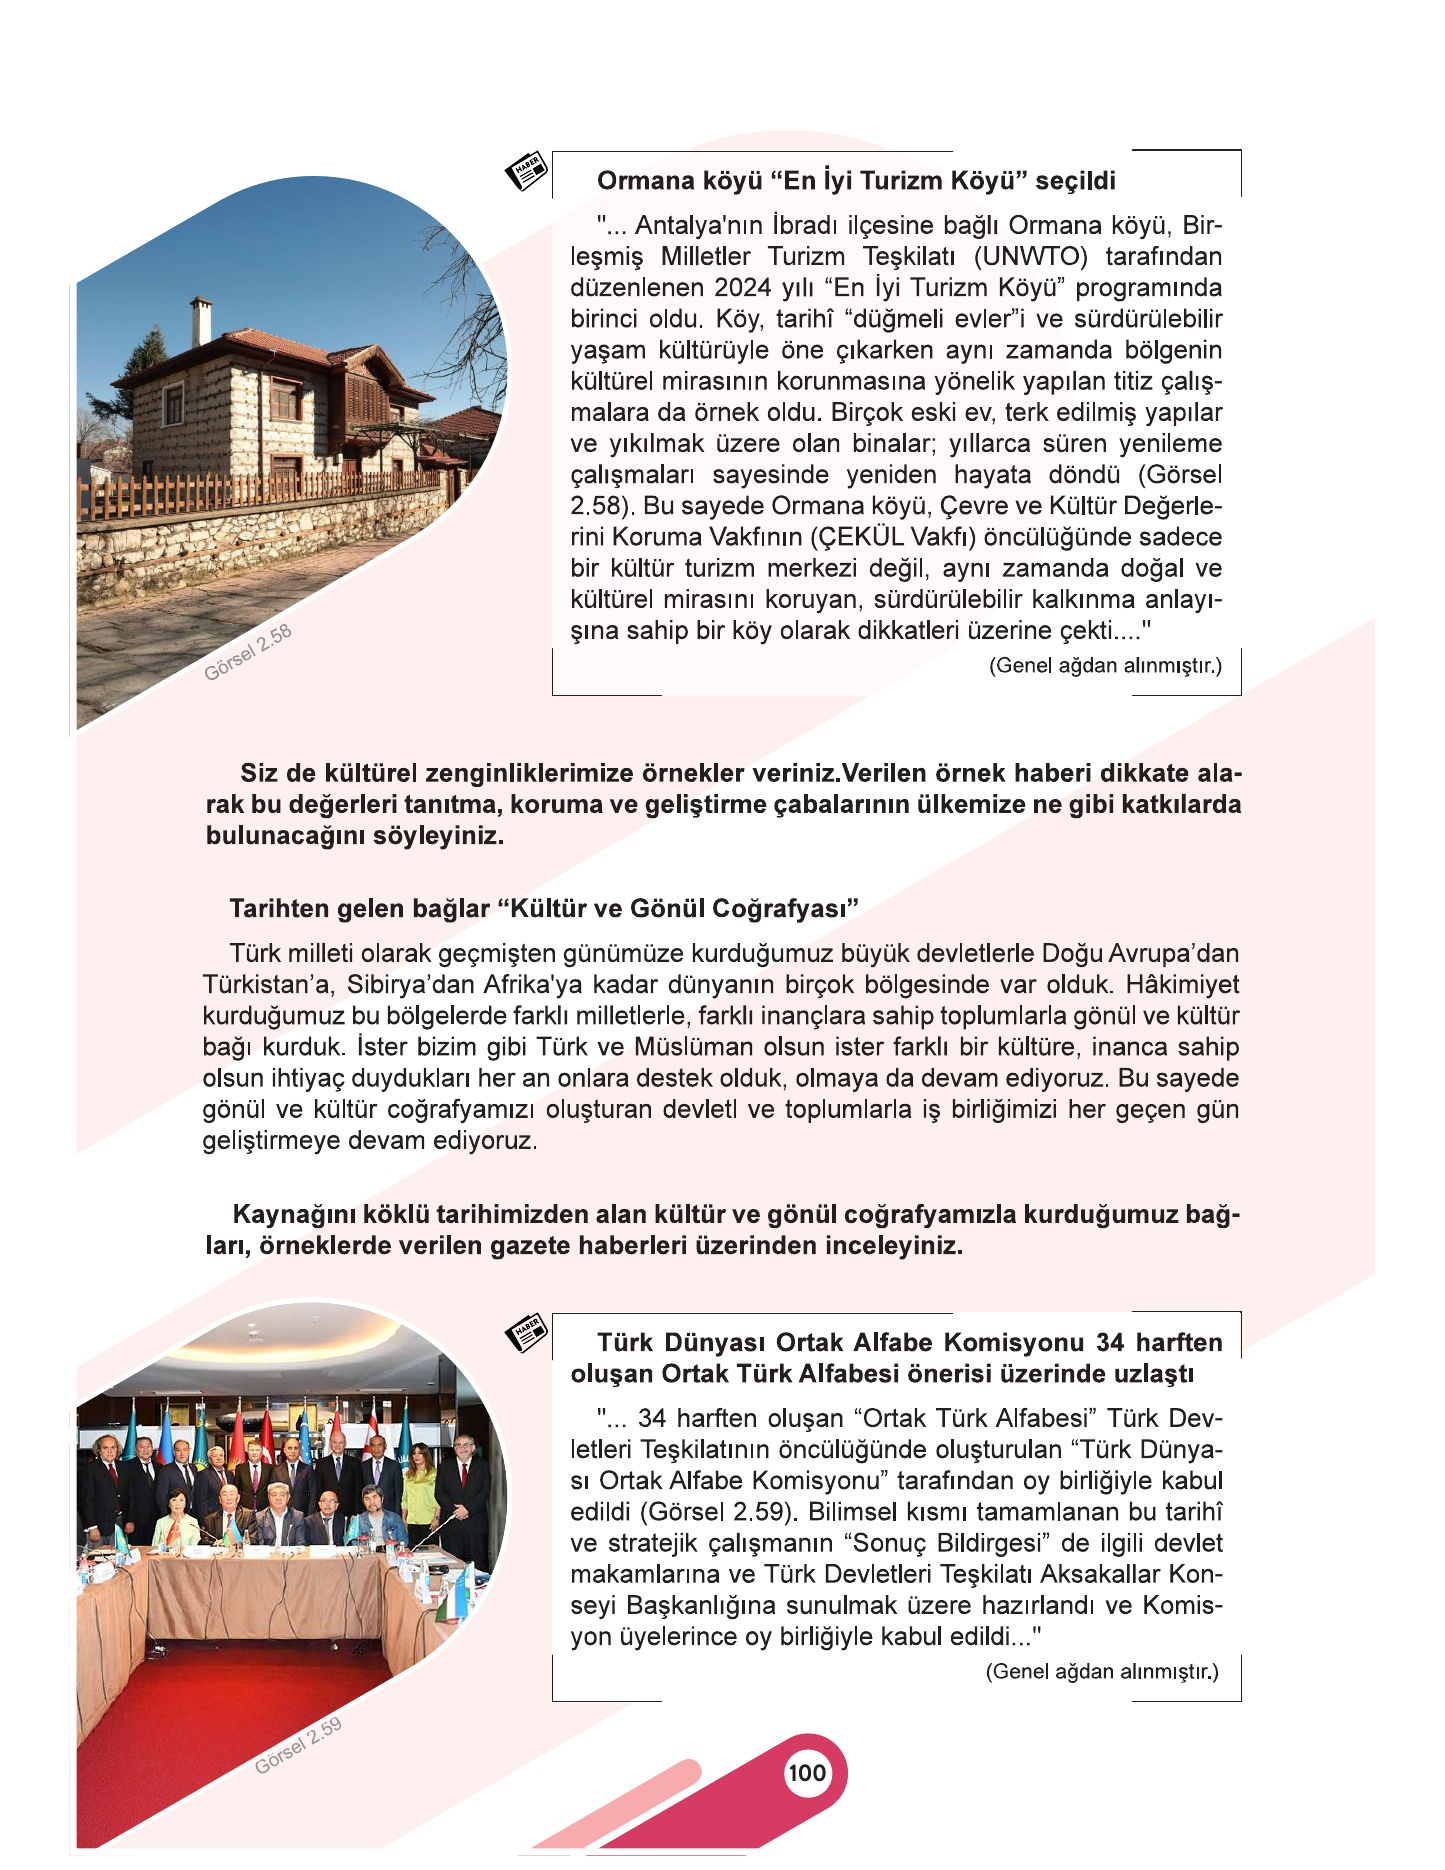 HABER
Ormana köyü “En İyi Turizm Köyü” seçildi
"... Antalya'nın İbradı ilçesine bağlı Ormana köyü, Bir-
leşmiş Milletler Turizm Teşkilatı (UNWTO) tarafından
düzenlenen 2024 yılı “En İyi Turizm Köyü” programında
birinci oldu. Köy, tarihî “düğmeli evler”i ve sürdürülebilir
yaşam kültürüyle öne çıkarken aynı zamanda bölgenin
kültürel mirasının korunmasına yönelik yapılan titiz çalış-
malara da örnek oldu. Birçok eski ev, terk edilmiş yapılar
ve yıkılmak üzere olan binalar; yıllarca süren yenileme
çalışmaları sayesinde yeniden hayata döndü (Görsel
2.58). Bu sayede Ormana köyü, Çevre ve Kültür Değerle-
rini Koruma Vakfının (ÇEKÜL Vakfı) öncülüğünde sadece
bir kültür turizm merkezi değil, aynı zamanda doğal ve
kültürel mirasını koruyan, sürdürülebilir kalkınma anlayı-
şına sahip bir köy olarak dikkatleri üzerine çekti...."
(Genel ağdan alınmıştır.)
Görsel 2.58
Siz de kültürel zenginliklerimize örnekler veriniz.Verilen örnek haberi dikkate ala-
rak bu değerleri tanıtma, koruma ve geliştirme çabalarının ülkemize ne gibi katkılarda
bulunacağını söyleyiniz.
Tarihten gelen bağlar “Kültür ve Gönül Coğrafyası”
Türk milleti olarak geçmişten günümüze kurduğumuz büyük devletlerle Doğu Avrupa’dan
Türkistan’a, Sibirya’dan Afrika'ya kadar dünyanın birçok bölgesinde var olduk. Hâkimiyet
kurduğumuz bu bölgelerde farklı milletlerle, farklı inançlara sahip toplumlarla gönül ve kültür
bağı kurduk. İster bizim gibi Türk ve Müslüman olsun ister farklı bir kültüre, inanca sahip
olsun ihtiyaç duydukları her an onlara destek olduk, olmaya da devam ediyoruz. Bu sayede
gönül ve kültür coğrafyamızı oluşturan devletl ve toplumlarla iş birliğimizi her geçen gün
geliştirmeye devam ediyoruz.
Kaynağını köklü tarihimizden alan kültür ve gönül coğrafyamızla kurduğumuz bağ-
ları, örneklerde verilen gazete haberleri üzerinden inceleyiniz.
HABER
Türk Dünyası Ortak Alfabe Komisyonu 34 harften
oluşan Ortak Türk Alfabesi önerisi üzerinde uzlaştı
"... 34 harften oluşan “Ortak Türk Alfabesi” Türk Dev-
letleri Teşkilatının öncülüğünde oluşturulan “Türk Dünya-
sı Ortak Alfabe Komisyonu” tarafından oy birliğiyle kabul
edildi (Görsel 2.59). Bilimsel kısmı tamamlanan bu tarihî
ve stratejik çalışmanın “Sonuç Bildirgesi” de ilgili devlet
makamlarına ve Türk Devletleri Teşkilatı Aksakallar Kon-
seyi Başkanlığına sunulmak üzere hazırlandı ve Komis-
yon üyelerince oy birliğiyle kabul edildi..."
(Genel ağdan alınmıştır.)
Görsel 2.59
100